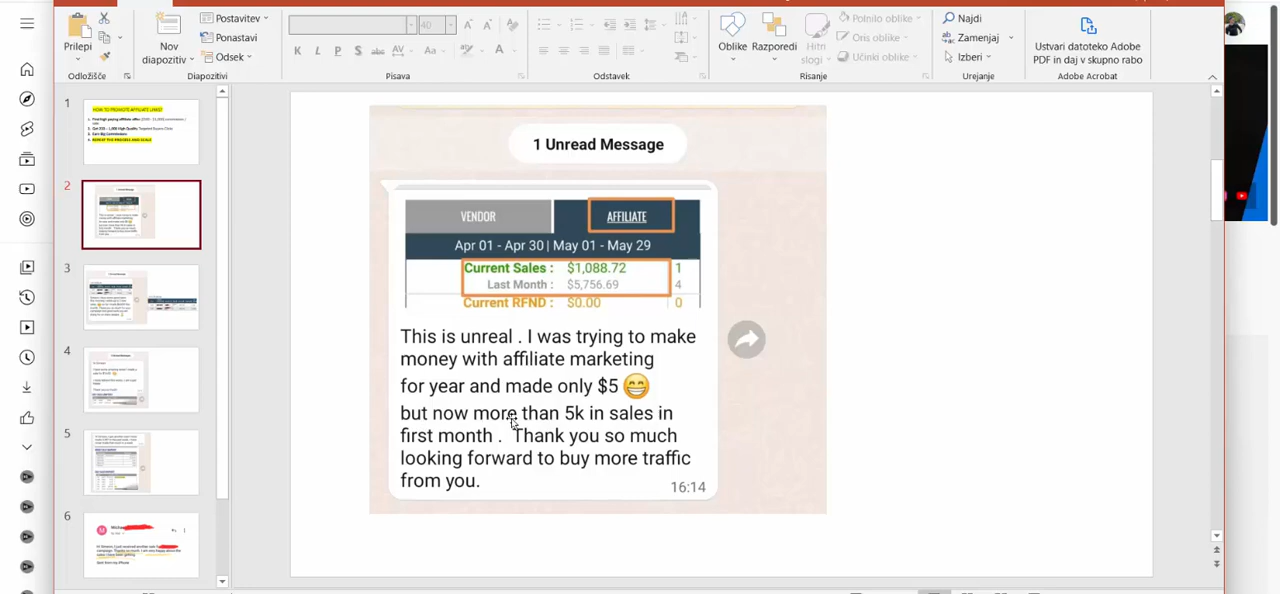 Prilepi
Odložišče
Nov
diapozitiv
Postavitev
Ponastavi
Odsek
Diapozitivi
40
K L P S abc AV Aa A
Pisava
Odstavek
Oblike
Razporedi
Hitri
slogi
Polnilo oblike
Oris oblike
Učinki oblike
Risanje
Najdi
Zamenjaj
Izberi
Urejanje
Ustvari datoteko Adobe
PDF in daj v skupno rabo
Adobe Acrobat
1
HOW TO PROMOTE AFFILIATE LINKS?
2
3
4
5
6
1 Unread Message
VENDOR
AFFILIATE
Apr 01 - Apr 30 | May 01 - May 29
Current Sales : $1,088.72 1
Last Month : $5,756.69 4
Current RFND : $0.00 0
This is unreal . I was trying to make
money with affiliate marketing
for year and made only $5 😁
but now more than 5k in sales in
first month . Thank you so much
looking forward to buy more traffic
from you.
16:14